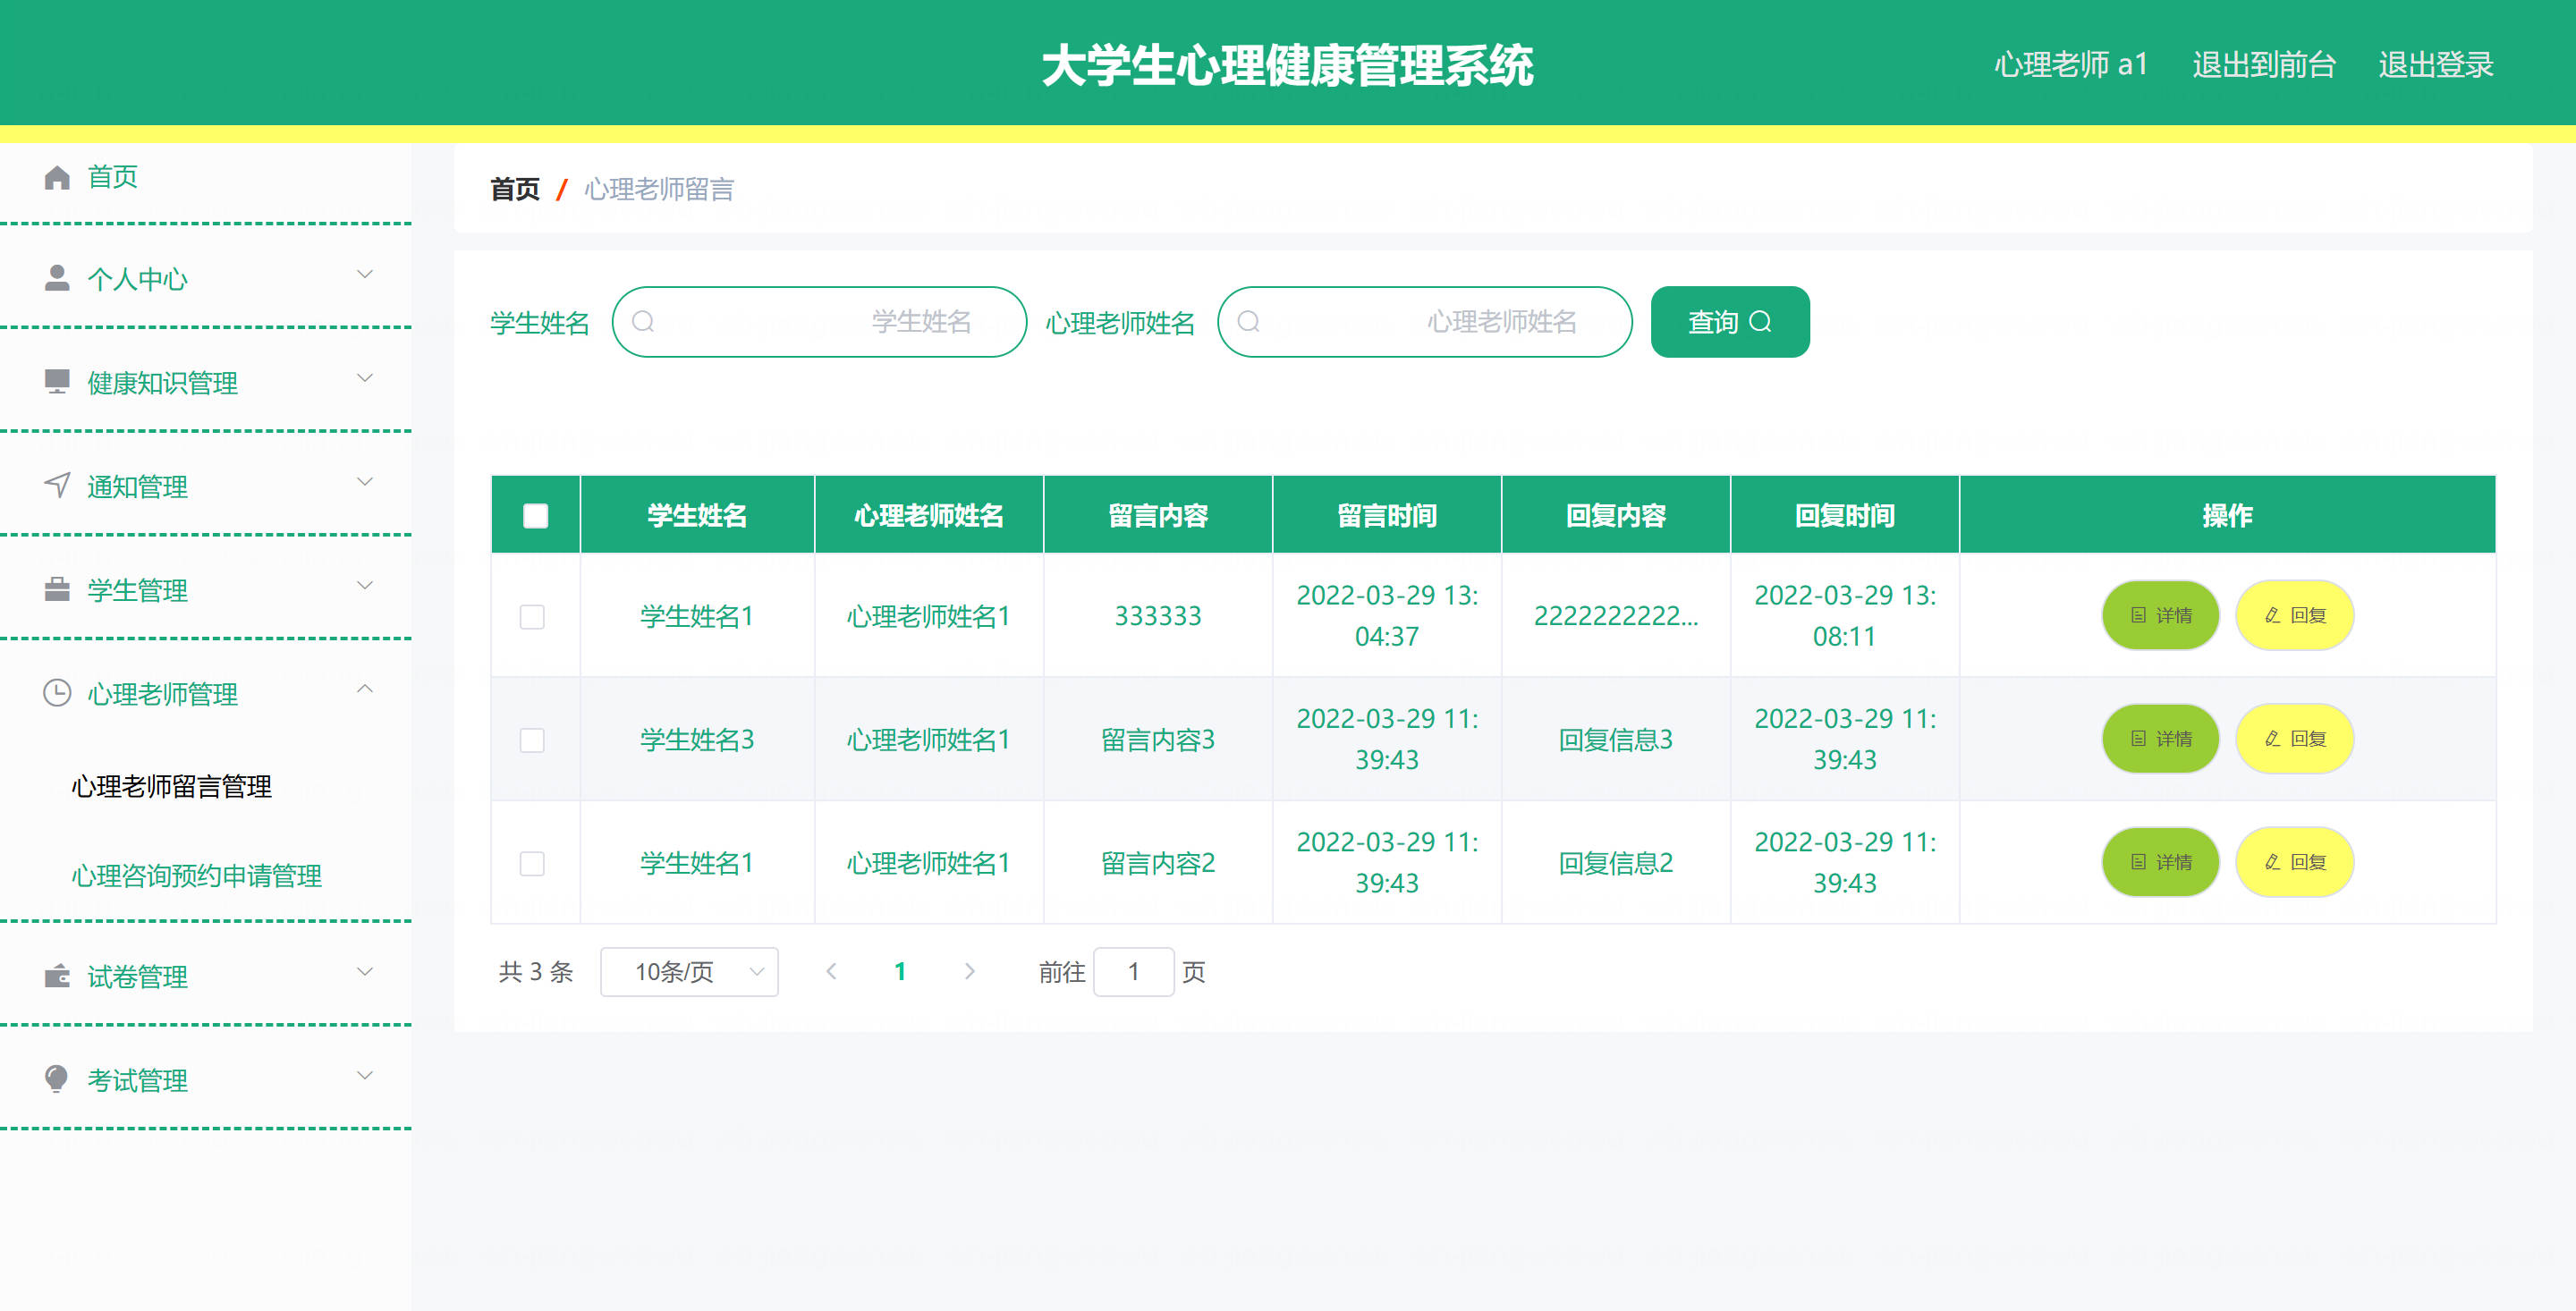 大学生心理健康管理系统
心理老师 a1 退出到前台 退出登录
首页
个人中心
健康知识管理
通知管理
学生管理
心理老师管理
心理老师留言管理
心理咨询预约申请管理
试卷管理
考试管理
首页 / 心理老师留言
学生姓名 学生姓名 心理老师姓名 心理老师姓名 查询
学生姓名 心理老师姓名 留言内容 留言时间 回复内容 回复时间 操作
学生姓名1 心理老师姓名1 333333 2022-03-29 13:04:37 2222222222... 2022-03-29 13:08:11 详情 回复
学生姓名3 心理老师姓名1 留言内容3 2022-03-29 11:39:43 回复信息3 2022-03-29 11:39:43 详情 回复
学生姓名1 心理老师姓名1 留言内容2 2022-03-29 11:39:43 回复信息2 2022-03-29 11:39:43 详情 回复
共 3 条 10条/页 1 前往 1 页